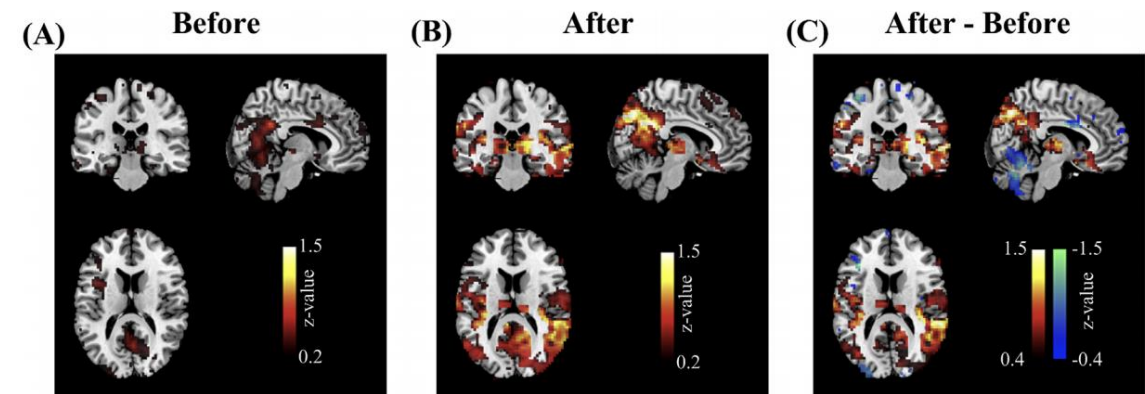 (A) Before
(B) After
(C) After - Before
1.5
z-value
0.2
1.5
z-value
0.2
1.5 -1.5
z-value
0.4 -0.4